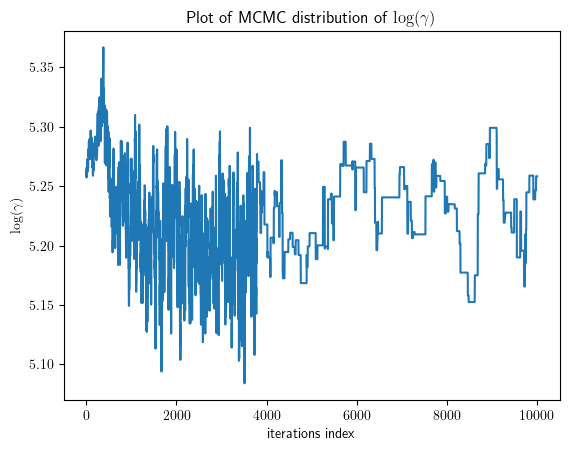 Plot of MCMC distribution of log(γ)
log(γ)
5.35
5.30
5.25
5.20
5.15
5.10
0 2000 4000 6000 8000 10000
iterations index